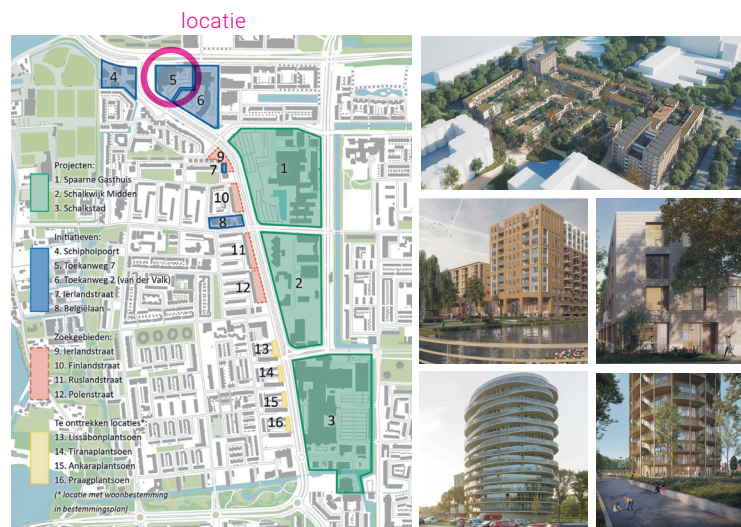 locatie
4
5
6
9
7
10
8
11
12
13
14
15
16
1
2
3
Projecten:
1. Spaarne Gasthuis
2. Schalkwijk Midden
3. Schalkstad
Initiatieven:
4. Schipholpoort
5. Toekanweg 7
6. Toekanweg 2 (van der Valk)
7. Ierlandstraat
8. Belgiëlaan
Zoekgebieden:
9. Ierlandstraat
10. Finlandstraat
11. Ruslandstraat
12. Polenstraat
Te onttrekken locaties*:
13. Lissabonplantsoen
14. Tiranaplantsoen
15. Ankaraplantsoen
16. Praagplantsoen
(* locatie met woonbestemming
in bestemmingsplan)